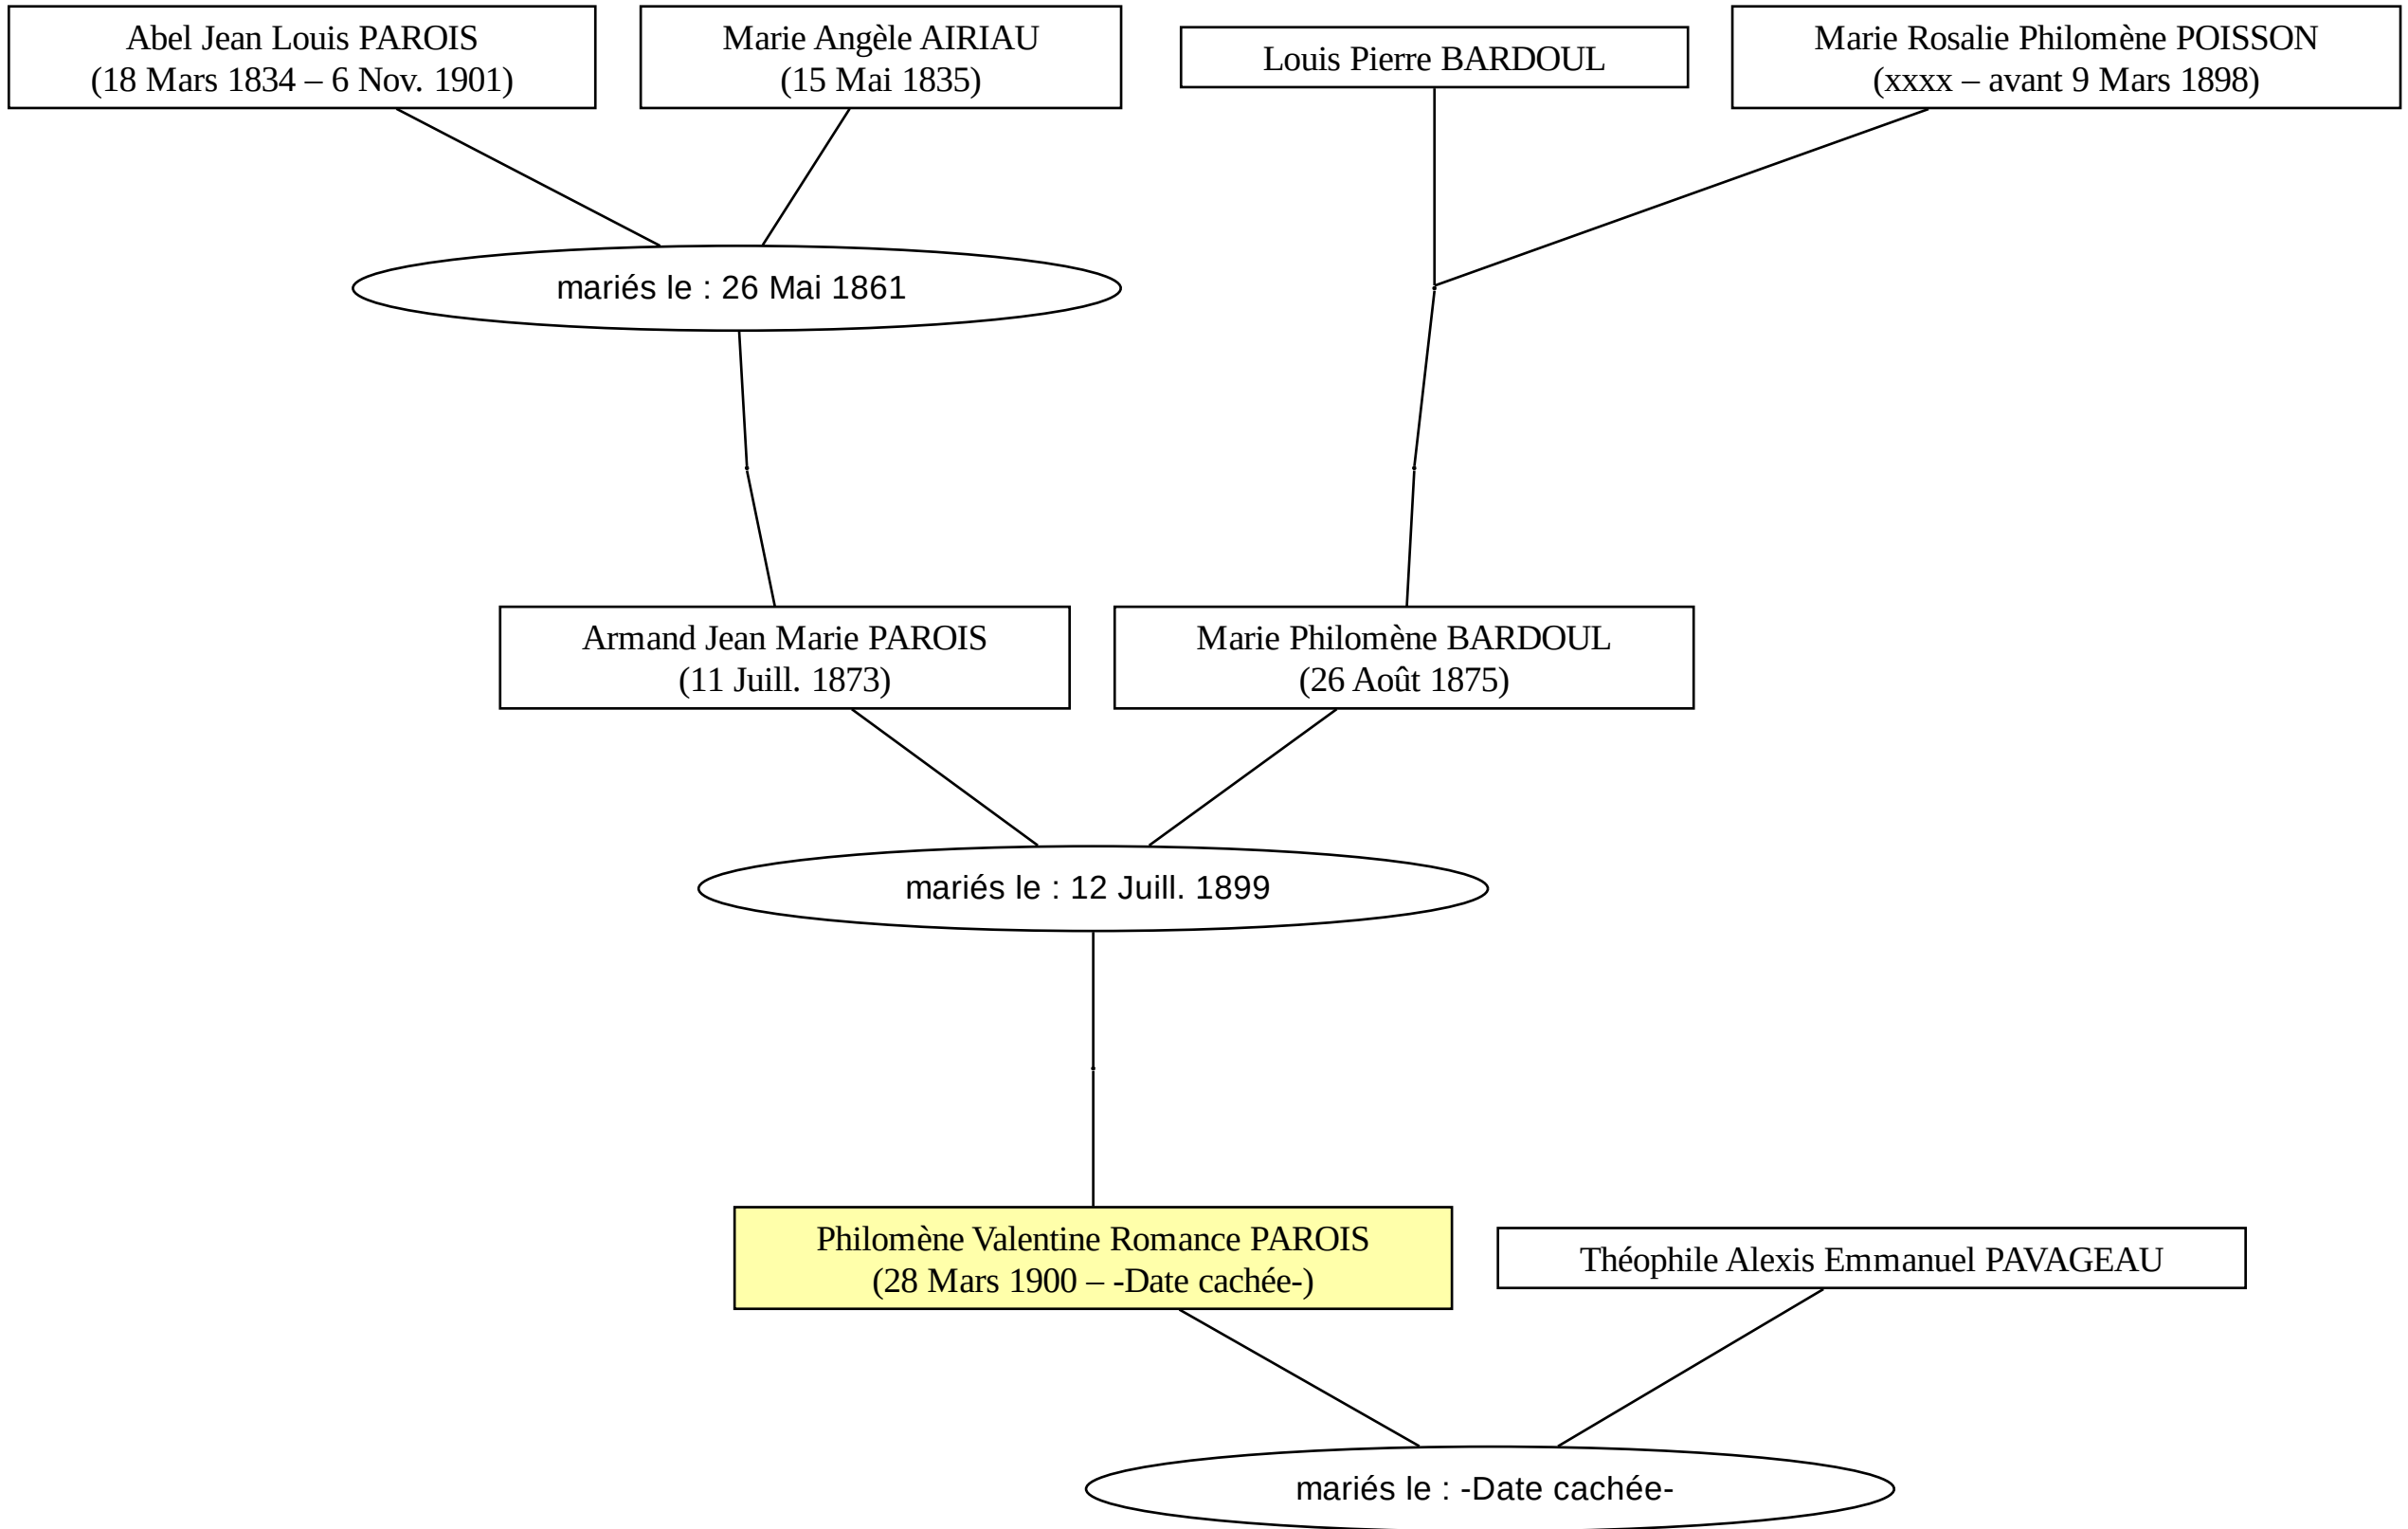 Abel Jean Louis PAROIS
(18 Mars 1834 – 6 Nov. 1901)
Marie Angèle AIRIAU
(15 Mai 1835)
Louis Pierre BARDOUL
Marie Rosalie Philomène POISSON
(xxxx – avant 9 Mars 1898)
mariés le : 26 Mai 1861
Armand Jean Marie PAROIS
(11 Juill. 1873)
Marie Philomène BARDOUL
(26 Août 1875)
mariés le : 12 Juill. 1899
Philomène Valentine Romance PAROIS
(28 Mars 1900 – -Date cachée-)
Théophile Alexis Emmanuel PAVAGEAU
mariés le : -Date cachée-